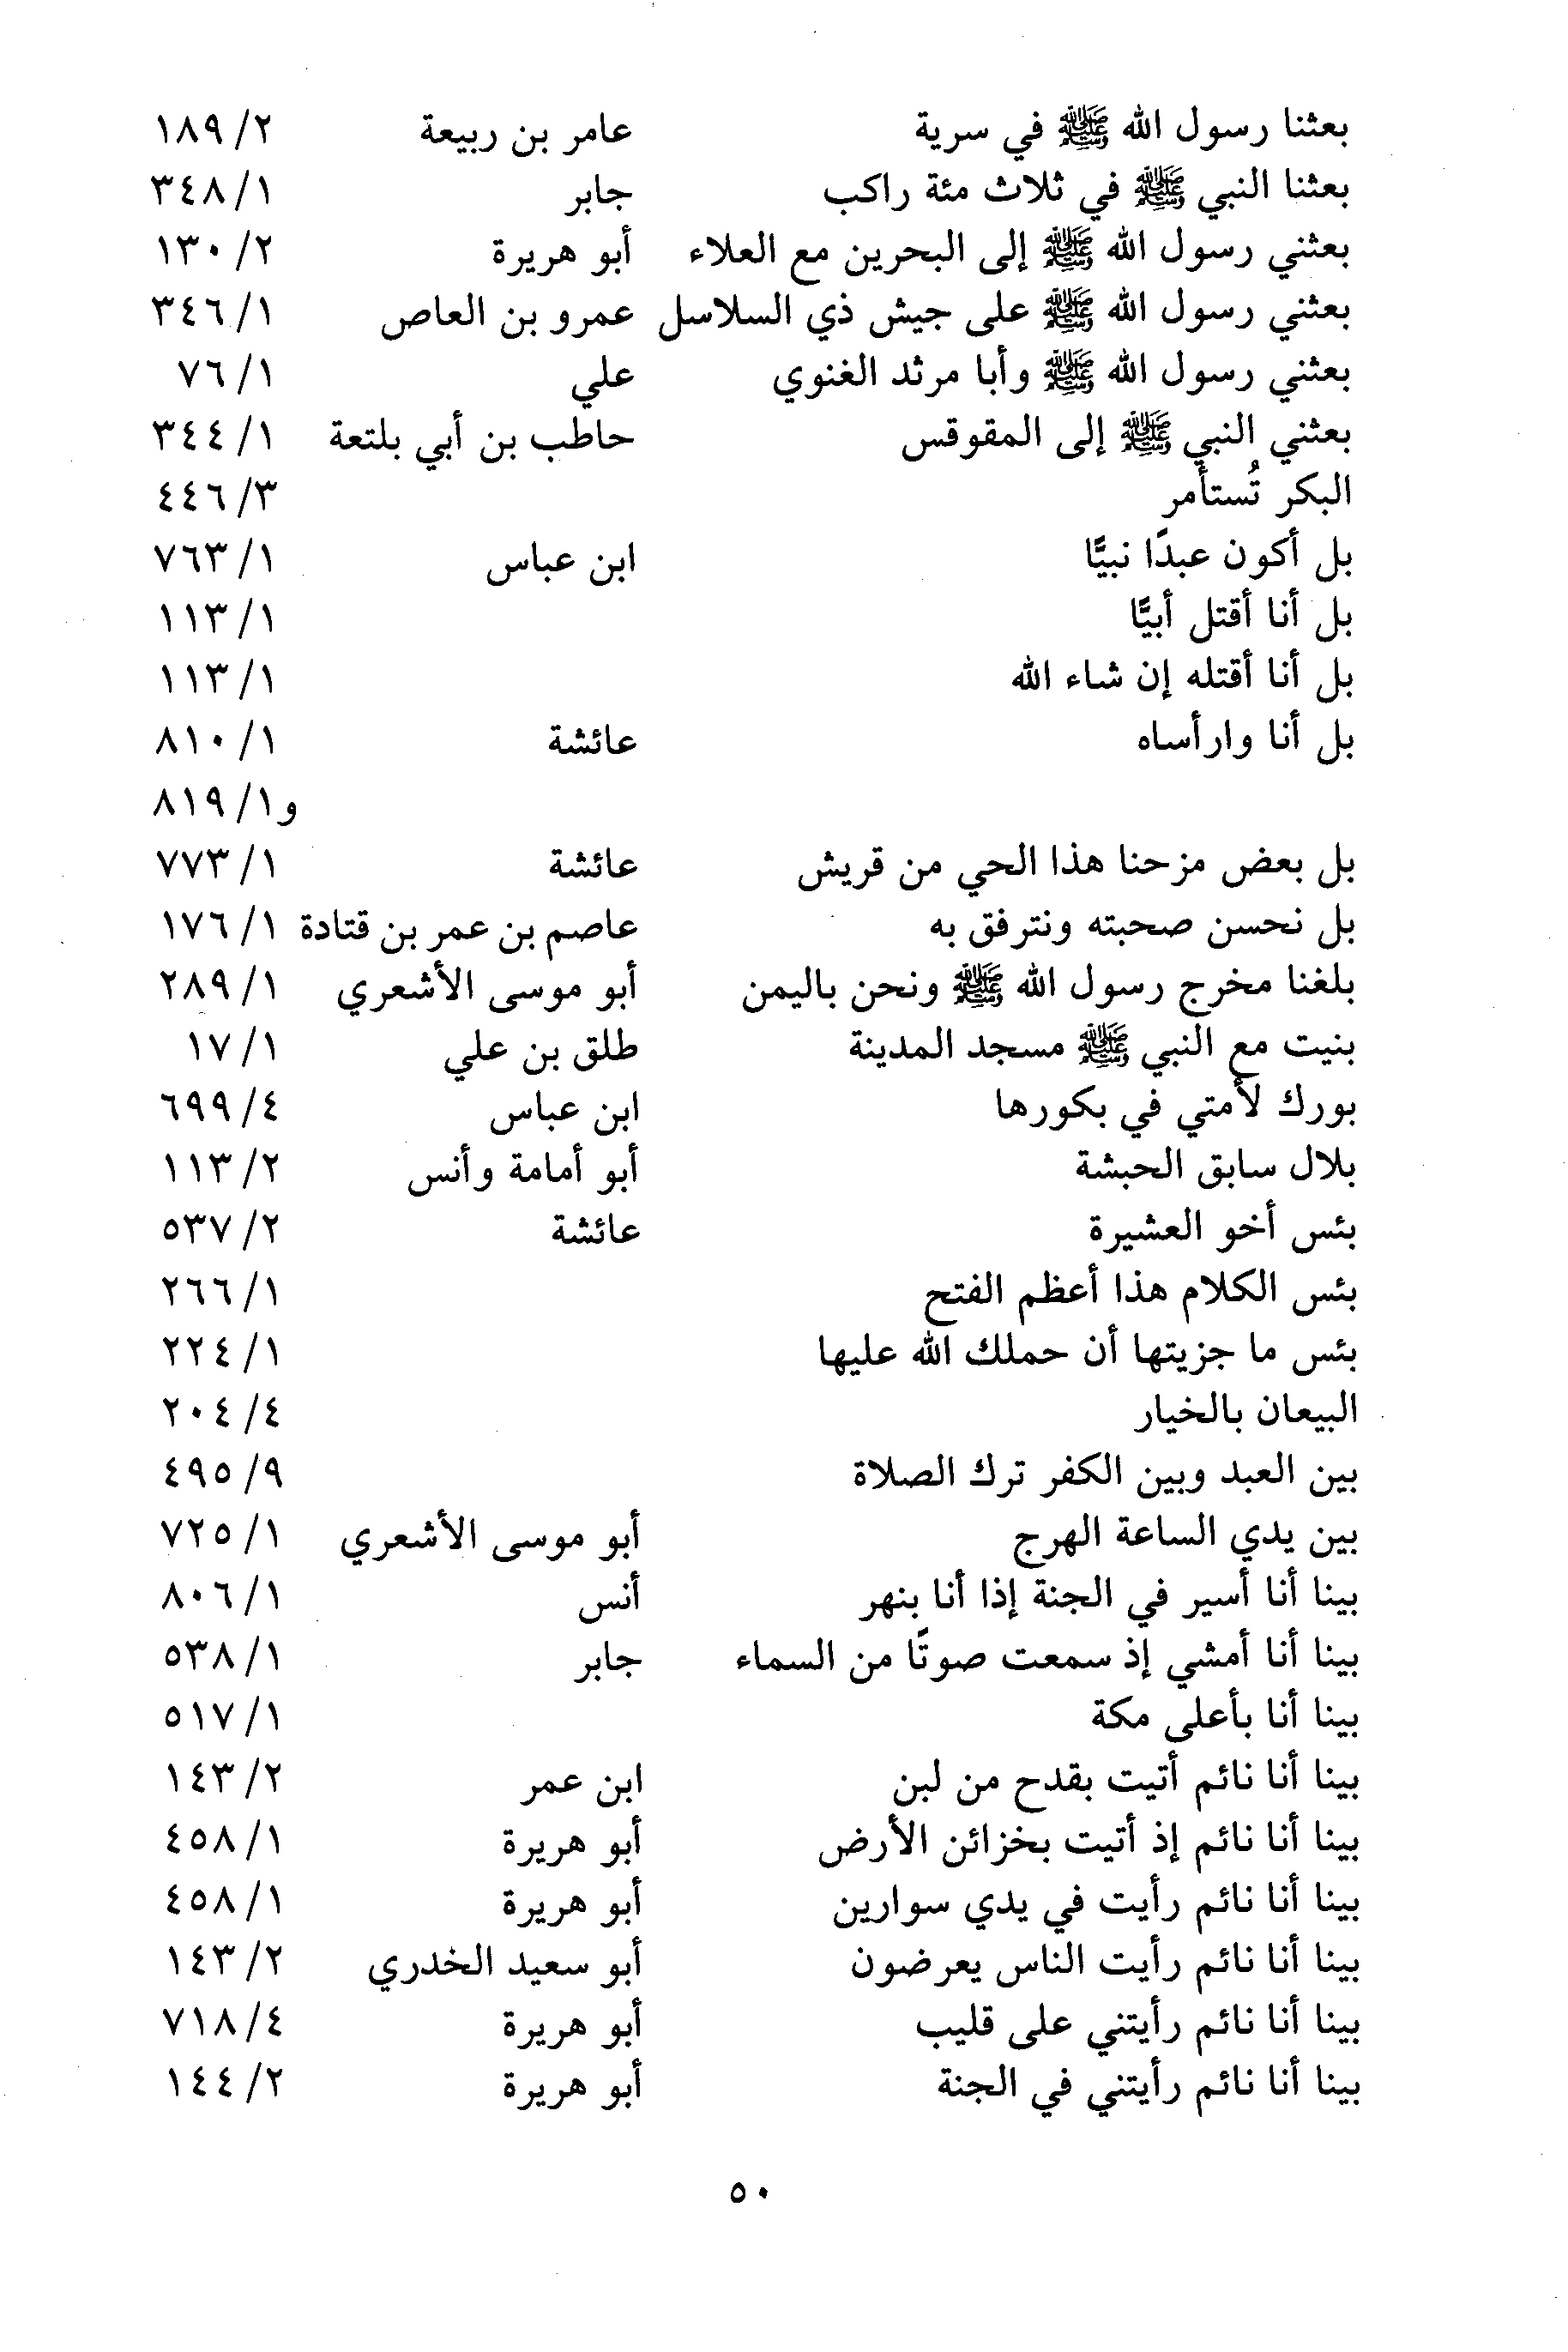 بعثنا رسول الله ﷺ في سرية عامر بن ربيعة ٢/ ١٨٩
بعثنا النبي ﷺ في ثلاث مئة راكب جابر ١/ ٣٤٨
بعثني رسول الله ﷺ إلى البحرين مع العلاء أبو هريرة ٢/ ١٣٠
بعثني رسول الله ﷺ على جيش ذي السلاسل عمرو بن العاص ١/ ٣٤٦
بعثني رسول الله ﷺ وأبا مرثد الغنوي علي ١/ ٧٦
بعثني النبي ﷺ إلى المقوقس حاطب بن أبي بلتعة ١/ ٣٤٤
البكر تُستأمر ٣/ ٤٤٦
بل أكون عبدًا نبيًّا ابن عباس ١/ ٧٦٣
بل أنا أقتل أبيًّا ١/ ١١٣
بل أنا أقتله إن شاء الله ١/ ١١٣
بل أنا وارأساه عائشة ١/ ٨١٠
و١/ ٨١٩
بل بعض مزحنا هذا الحي من قريش عائشة ١/ ٧٧٣
بل نحسن صحبته ونترفق به عاصم بن عمر بن قتادة ١/ ١٧٦
بلغنا مخرج رسول الله ﷺ ونحن باليمن أبو موسى الأشعري ١/ ٢٨٩
بنيت مع النبي ﷺ مسجد المدينة طلق بن علي ١/ ١٧
بورك لأمتي في بكورها ابن عباس ٤/ ٦٩٩
بلال سابق الحبشة أبو أمامة وأنس ٢/ ١١٣
بئس أخو العشيرة عائشة ٢/ ٥٣٧
بئس الكلام هذا أعظم الفتح ١/ ٢٦٦
بئس ما جزيتها أن حملك الله عليها ١/ ٢٢٤
البيعان بالخيار ٤/ ٢٠٤
بين العبد وبين الكفر ترك الصلاة ٩/ ٤٩٥
بين يدي الساعة الهرج أبو موسى الأشعري ١/ ٧٢٥
بينا أنا أسير في الجنة إذا أنا بنهر أنس ١/ ٨٠٦
بينا أنا أمشي إذ سمعت صوتًا من السماء جابر ١/ ٥٣٨
بينا أنا بأعلى مكة ١/ ٥١٧
بينا أنا نائم أتيت بقدح من لبن ابن عمر ٢/ ١٤٣
بينا أنا نائم إذ أتيت بخزائن الأرض أبو هريرة ١/ ٤٥٨
بينا أنا نائم رأيت في يدي سوارين أبو هريرة ١/ ٤٥٨
بينا أنا نائم رأيت الناس يعرضون أبو سعيد الخدري ٢/ ١٤٣
بينا أنا نائم رأيتني على قليب أبو هريرة ٤/ ٧١٨
بينا أنا نائم رأيتني في الجنة أبو هريرة ٢/ ١٤٤
٥٠